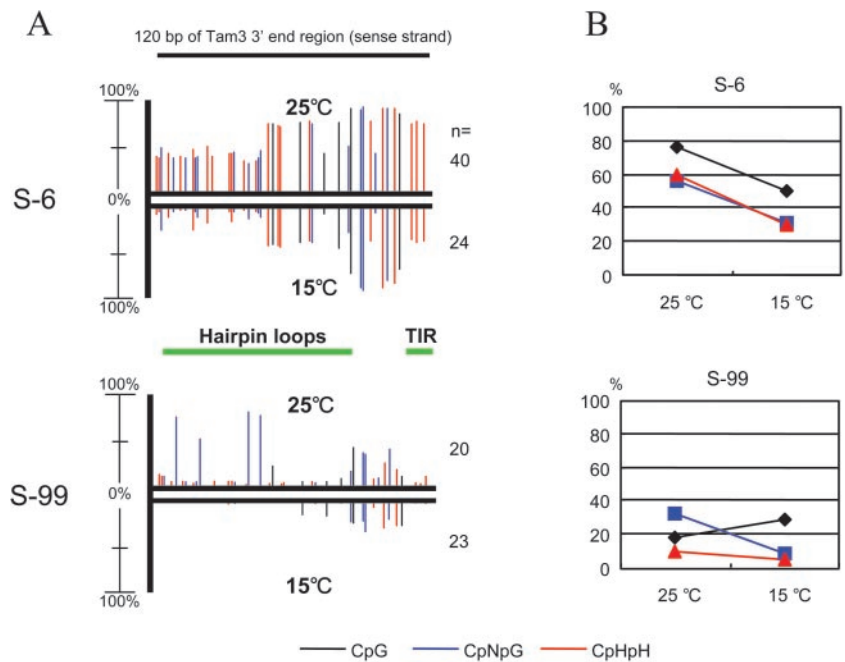 A
B
120 bp of Tam3 3' end region (sense strand)
S-6
100%
0%
100%
25℃
15℃
n=
40
24
Hairpin loops
TIR
S-99
100%
0%
100%
25℃
15℃
20
23
S-6
%
100
80
60
40
20
0
25 ℃
15 ℃
S-99
%
100
80
60
40
20
0
25 ℃
15 ℃
CpG
CpNpG
CpHpH